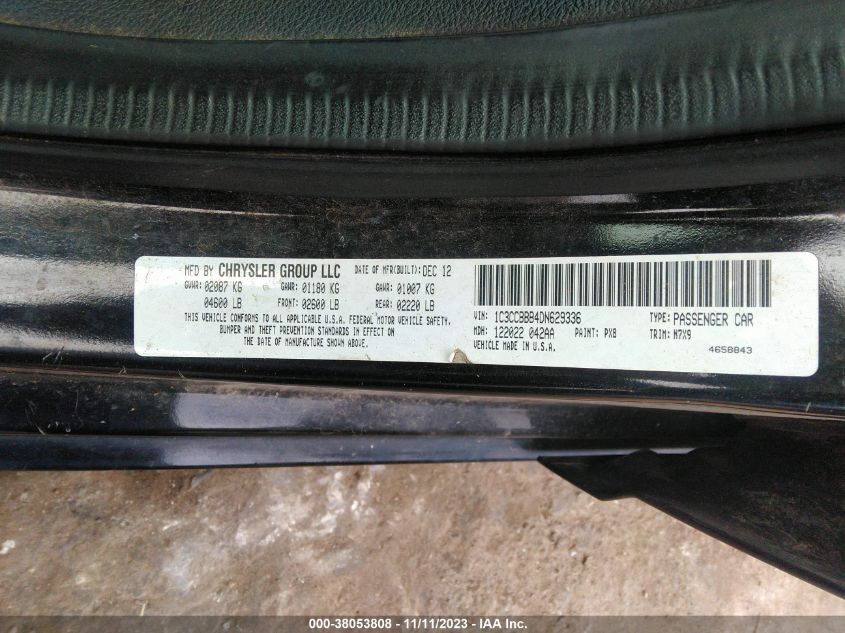 MFD BY CHRYSLER GROUP LLC DATE OF MFR(BUILT):DEC 12
GVWR: 02087 KG GAWR: 01180 KG GAWR: 01007 KG
04600 LB FRONT: 02600 LB REAR: 02220 LB
THIS VEHICLE CONFORMS TO ALL APPLICABLE U.S.A. FEDERAL MOTOR VEHICLE SAFETY,
BUMPER AND THEFT PREVENTION STANDARDS IN EFFECT ON
THE DATE OF MANUFACTURE SHOWN ABOVE.
VIN: 1C3CCBBB4DN629336 TYPE: PASSENGER CAR
MDH: 122022 042AA PAINT: PX8 TRIM: M7X9
VEHICLE MADE IN U.S.A. 4658843
000-38053808 - 11/11/2023 - IAA Inc.